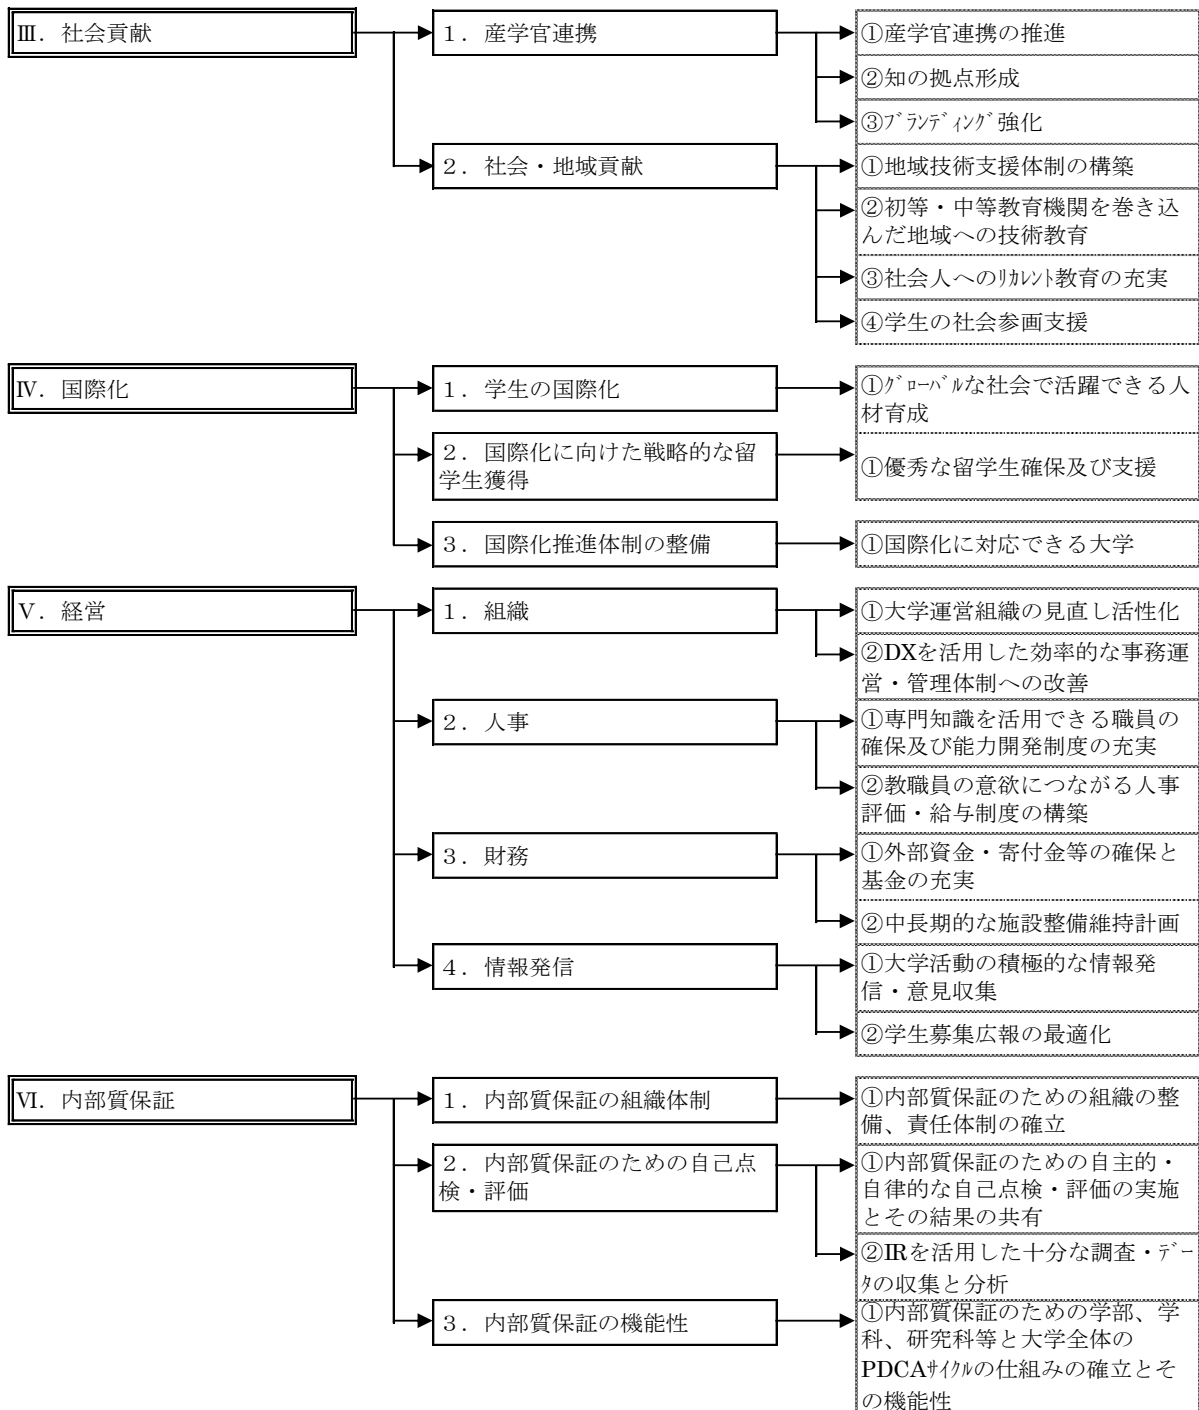 Ⅲ．社会貢献
１．産学官連携
①産学官連携の推進
②知の拠点形成
③ﾌﾞﾗﾝﾃﾞｨﾝｸﾞ強化
２．社会・地域貢献
①地域技術支援体制の構築
②初等・中等教育機関を巻き込
んだ地域への技術教育
③社会人へのﾘｶﾚﾝﾄ教育の充実
④学生の社会参画支援
Ⅳ．国際化
１．学生の国際化
①ｸﾞﾛｰﾊﾞﾙな社会で活躍できる人
材育成
２．国際化に向けた戦略的な留
学生獲得
①優秀な留学生確保及び支援
３．国際化推進体制の整備
①国際化に対応できる大学
Ⅴ．経営
１．組織
①大学運営組織の見直し活性化
②DXを活用した効率的な事務運
営・管理体制への改善
２．人事
①専門知識を活用できる職員の
確保及び能力開発制度の充実
②教職員の意欲につながる人事
評価・給与制度の構築
３．財務
①外部資金・寄付金等の確保と
基金の充実
②中長期的な施設整備維持計画
４．情報発信
①大学活動の積極的な情報発
信・意見収集
②学生募集広報の最適化
Ⅵ．内部質保証
１．内部質保証の組織体制
①内部質保証のための組織の整
備、責任体制の確立
２．内部質保証のための自己点
検・評価
①内部質保証のための自主的・
自律的な自己点検・評価の実施
とその結果の共有
②IRを活用した十分な調査・ﾃﾞｰ
ﾀの収集と分析
３．内部質保証の機能性
①内部質保証のための学部、学
科、研究科等と大学全体の
PDCAｻｲｸﾙの仕組みの確立とそ
の機能性